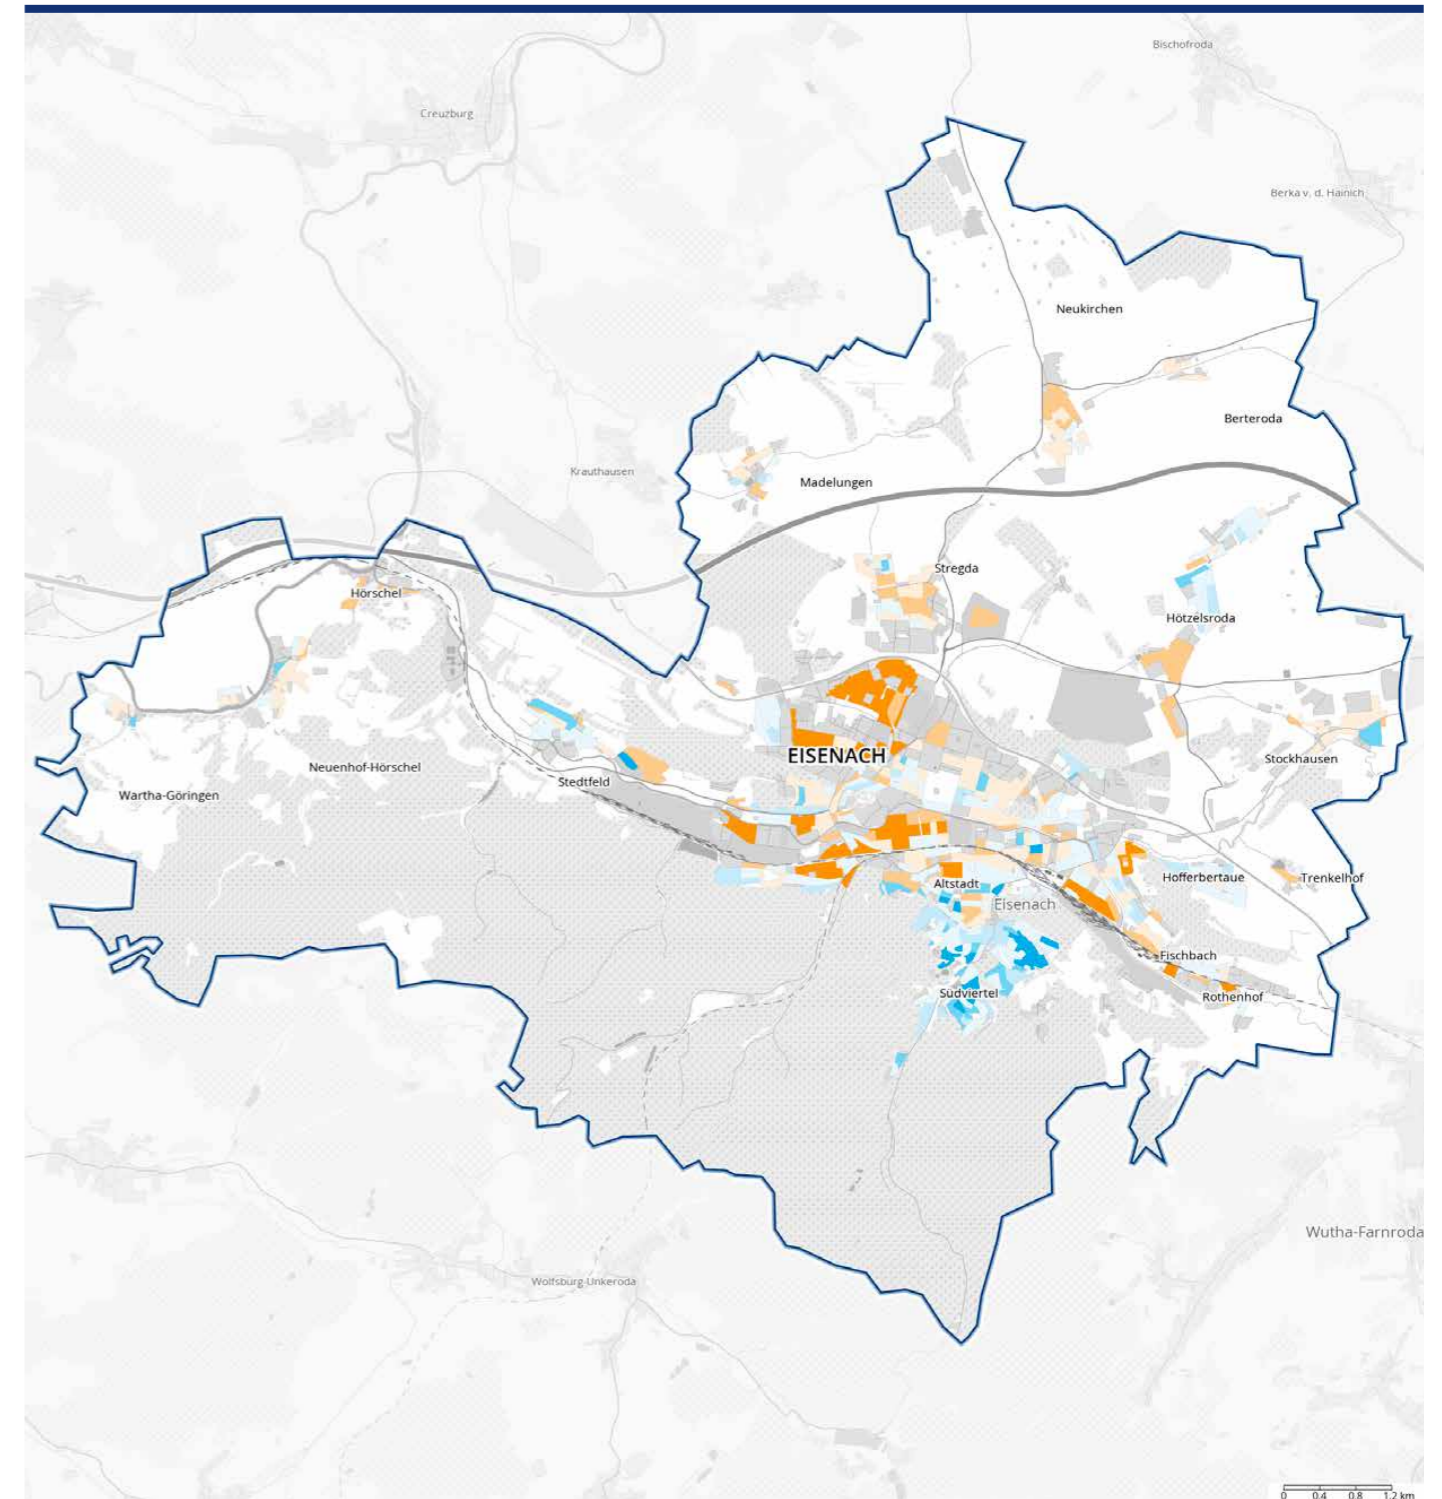 Bischofroda
Creuzburg
Berka v. d. Hainich
Neukirchen
Berteroda
Krauthausen
Madelungen
Stregda
Hörschel
Hötzelsroda
EISENACH
Stockhausen
Neuenhof-Hörschel
Stedtfeld
Wartha-Göringen
Hofferbertaue
Trenkelhof
Altstadt
Eisenach
Fischbach
Südviertel
Rothenhof
Wutha-Farnroda
Wolfsburg-Unkeroda
0 0.4 0.8 1.2 km